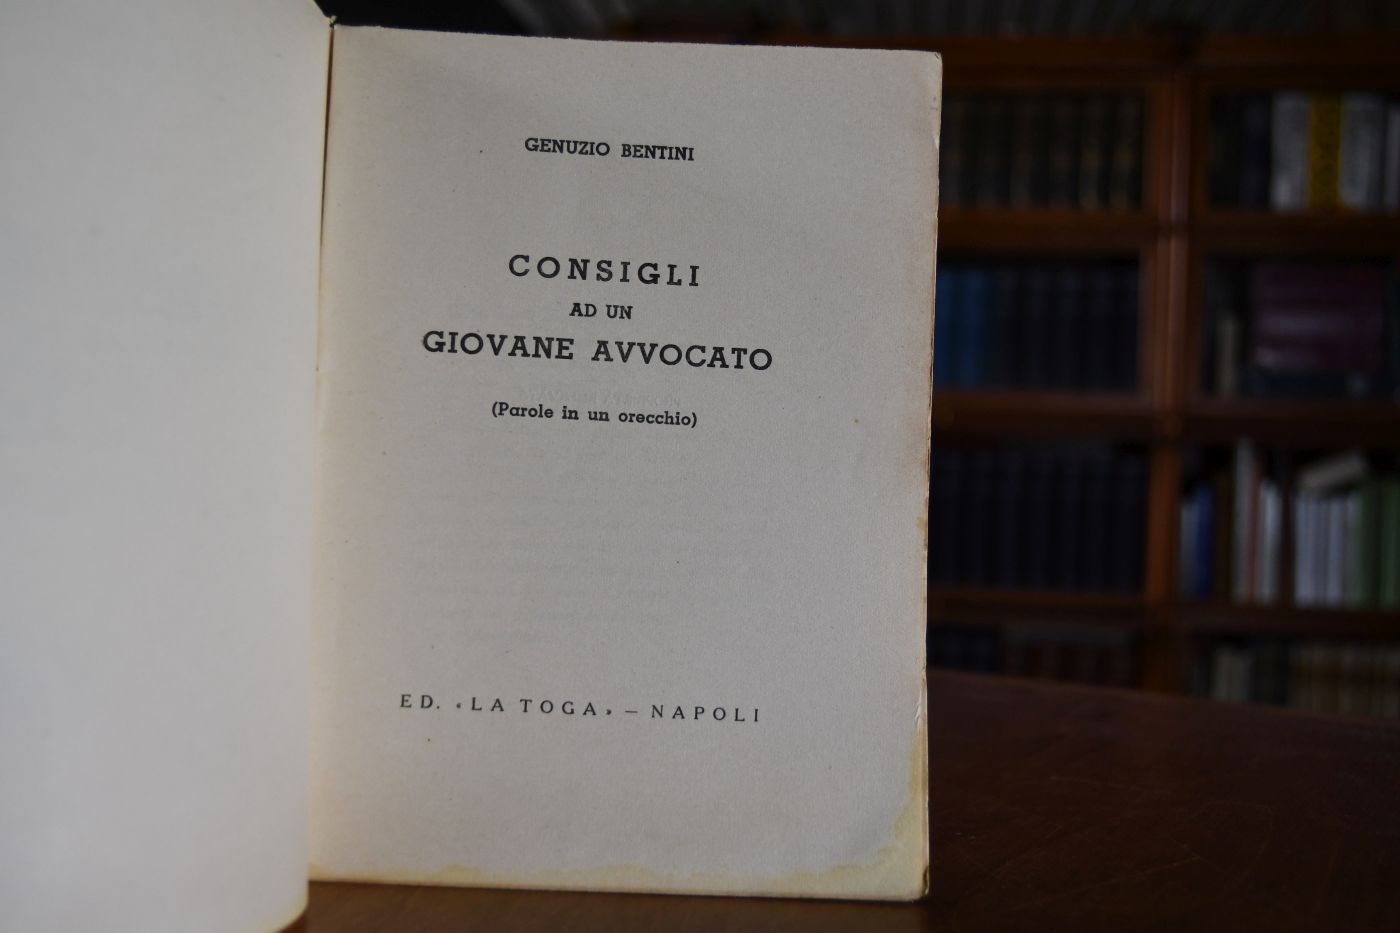 GENUZIO BENTINI
CONSIGLI
AD UN
GIOVANE AVVOCATO
(Parole in un orecchio)
ED. «LA TOGA» — NAPOLI